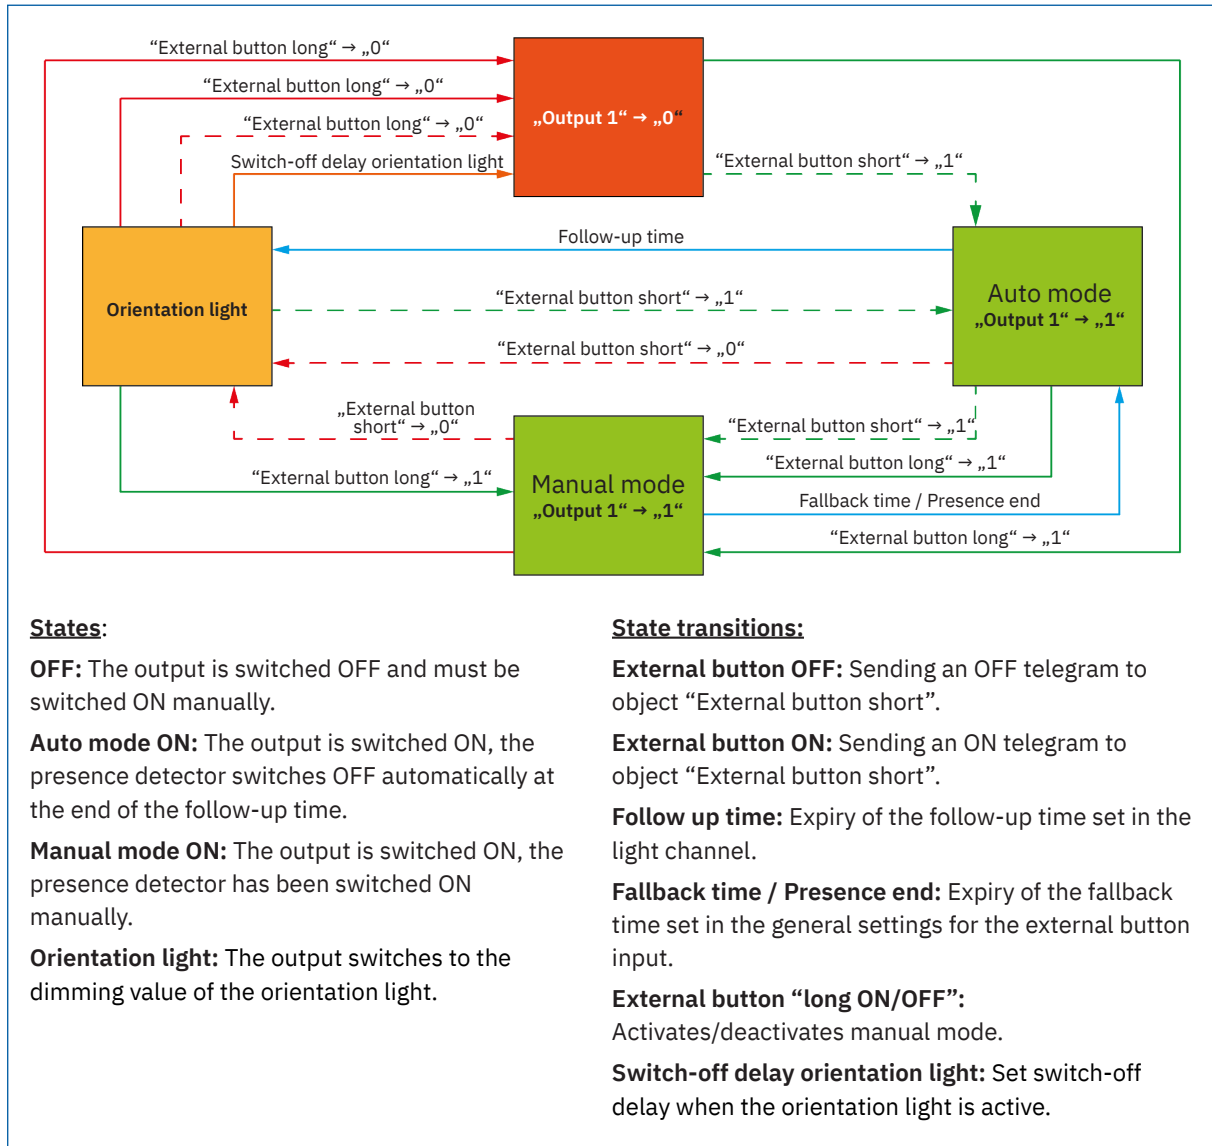 “External button long“ → „0“
“External button long“ → „0“
“External button long“ → „0“
„Output 1“ → „0“
Switch-off delay orientation light
“External button short“ → „1“
Follow-up time
Orientation light
“External button short“ → „1“
Auto mode
„Output 1“ → „1“
“External button short“ → „0“
„External button
short“ → „0“
“External button short“ → „1“
“External button long“ → „1“
“External button long“ → „1“
Manual mode
„Output 1“ → „1“
Fallback time / Presence end
“External button long“ → „1“
States:
OFF: The output is switched OFF and must be
switched ON manually.
Auto mode ON: The output is switched ON, the
presence detector switches OFF automatically at
the end of the follow-up time.
Manual mode ON: The output is switched ON, the
presence detector has been switched ON
manually.
Orientation light: The output switches to the
dimming value of the orientation light.
State transitions:
External button OFF: Sending an OFF telegram to
object “External button short”.
External button ON: Sending an ON telegram to
object “External button short”.
Follow up time: Expiry of the follow-up time set in the
light channel.
Fallback time / Presence end: Expiry of the fallback
time set in the general settings for the external button
input.
External button “long ON/OFF”:
Activates/deactivates manual mode.
Switch-off delay orientation light: Set switch-off
delay when the orientation light is active.